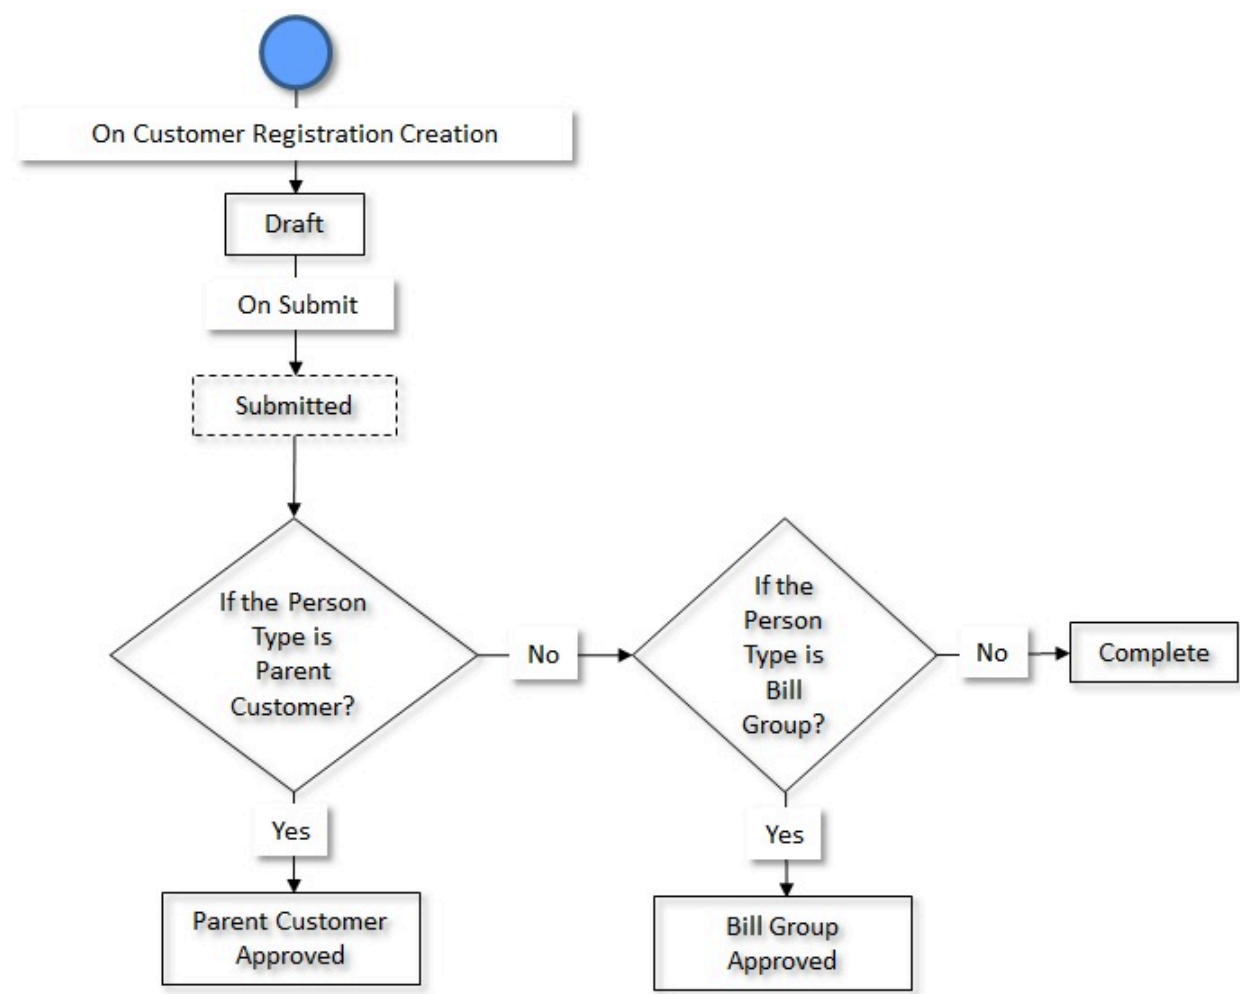 On Customer Registration Creation
Draft
On Submit
Submitted
If the Person
Type is
Parent
Customer?
No
If the
Person
Type is
Bill
Group?
No
Complete
Yes
Yes
Parent Customer
Approved
Bill Group
Approved